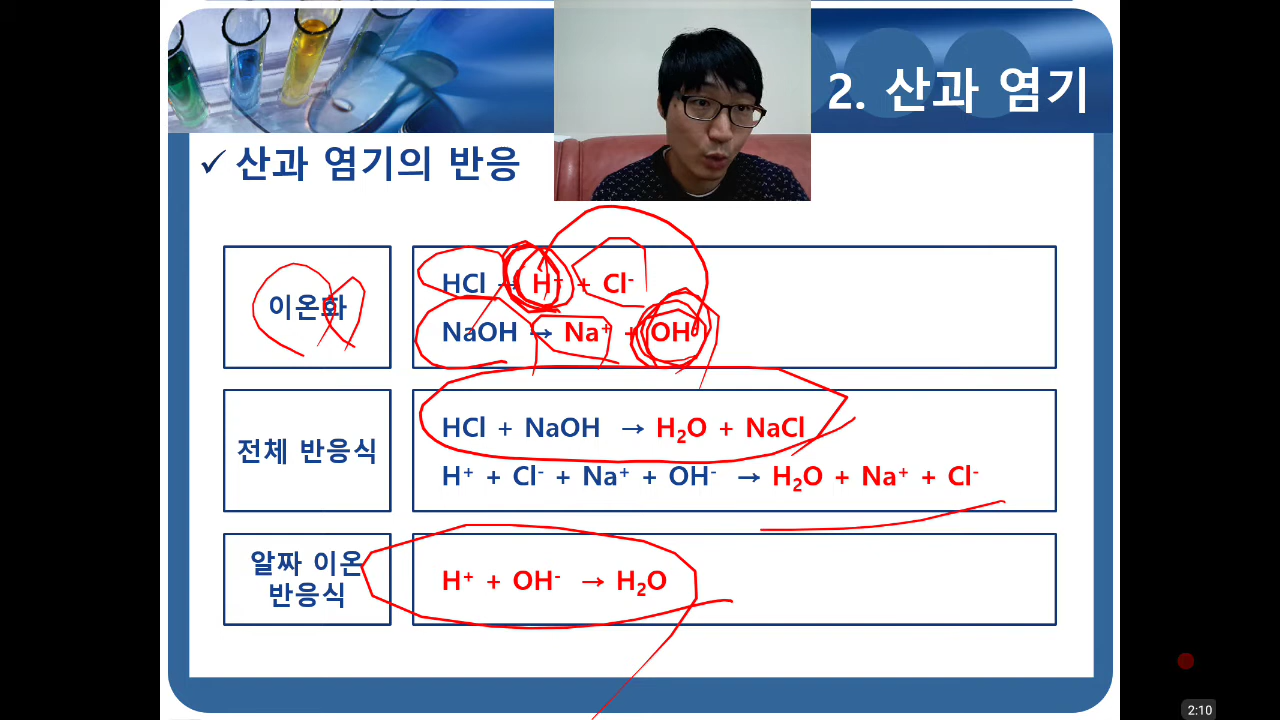 2. 산과 염기
✓ 산과 염기의 반응
이온화
HCl → H⁺ + Cl⁻
NaOH → Na⁺ + OH⁻
전체 반응식
HCl + NaOH → H₂O + NaCl
H⁺ + Cl⁻ + Na⁺ + OH⁻ → H₂O + Na⁺ + Cl⁻
알짜 이온
반응식
H⁺ + OH⁻ → H₂O
2:10